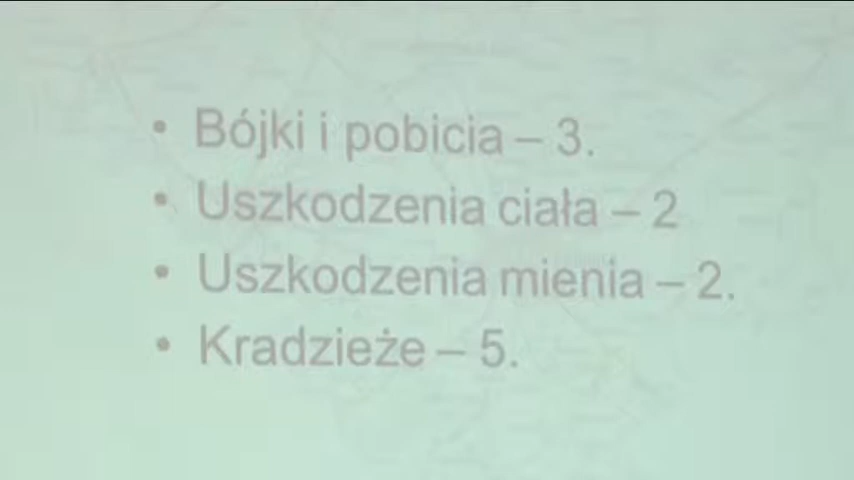 • Bójki i pobicia – 3.
• Uszkodzenia ciała – 2
• Uszkodzenia mienia – 2.
• Kradzieże – 5.